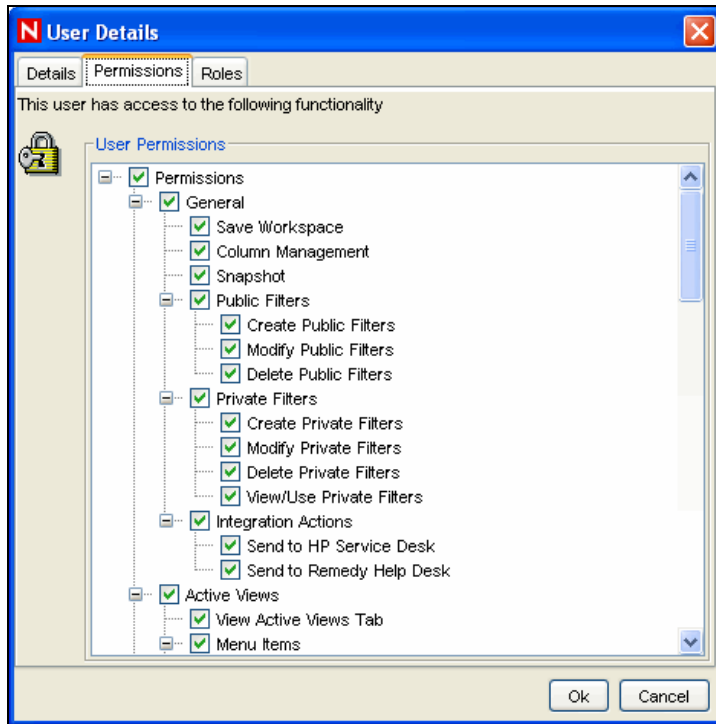 N User Details
Details Permissions Roles
This user has access to the following functionality
User Permissions
Permissions
General
Save Workspace
Column Management
Snapshot
Public Filters
Create Public Filters
Modify Public Filters
Delete Public Filters
Private Filters
Create Private Filters
Modify Private Filters
Delete Private Filters
View/Use Private Filters
Integration Actions
Send to HP Service Desk
Send to Remedy Help Desk
Active Views
View Active Views Tab
Menu Items
Ok Cancel